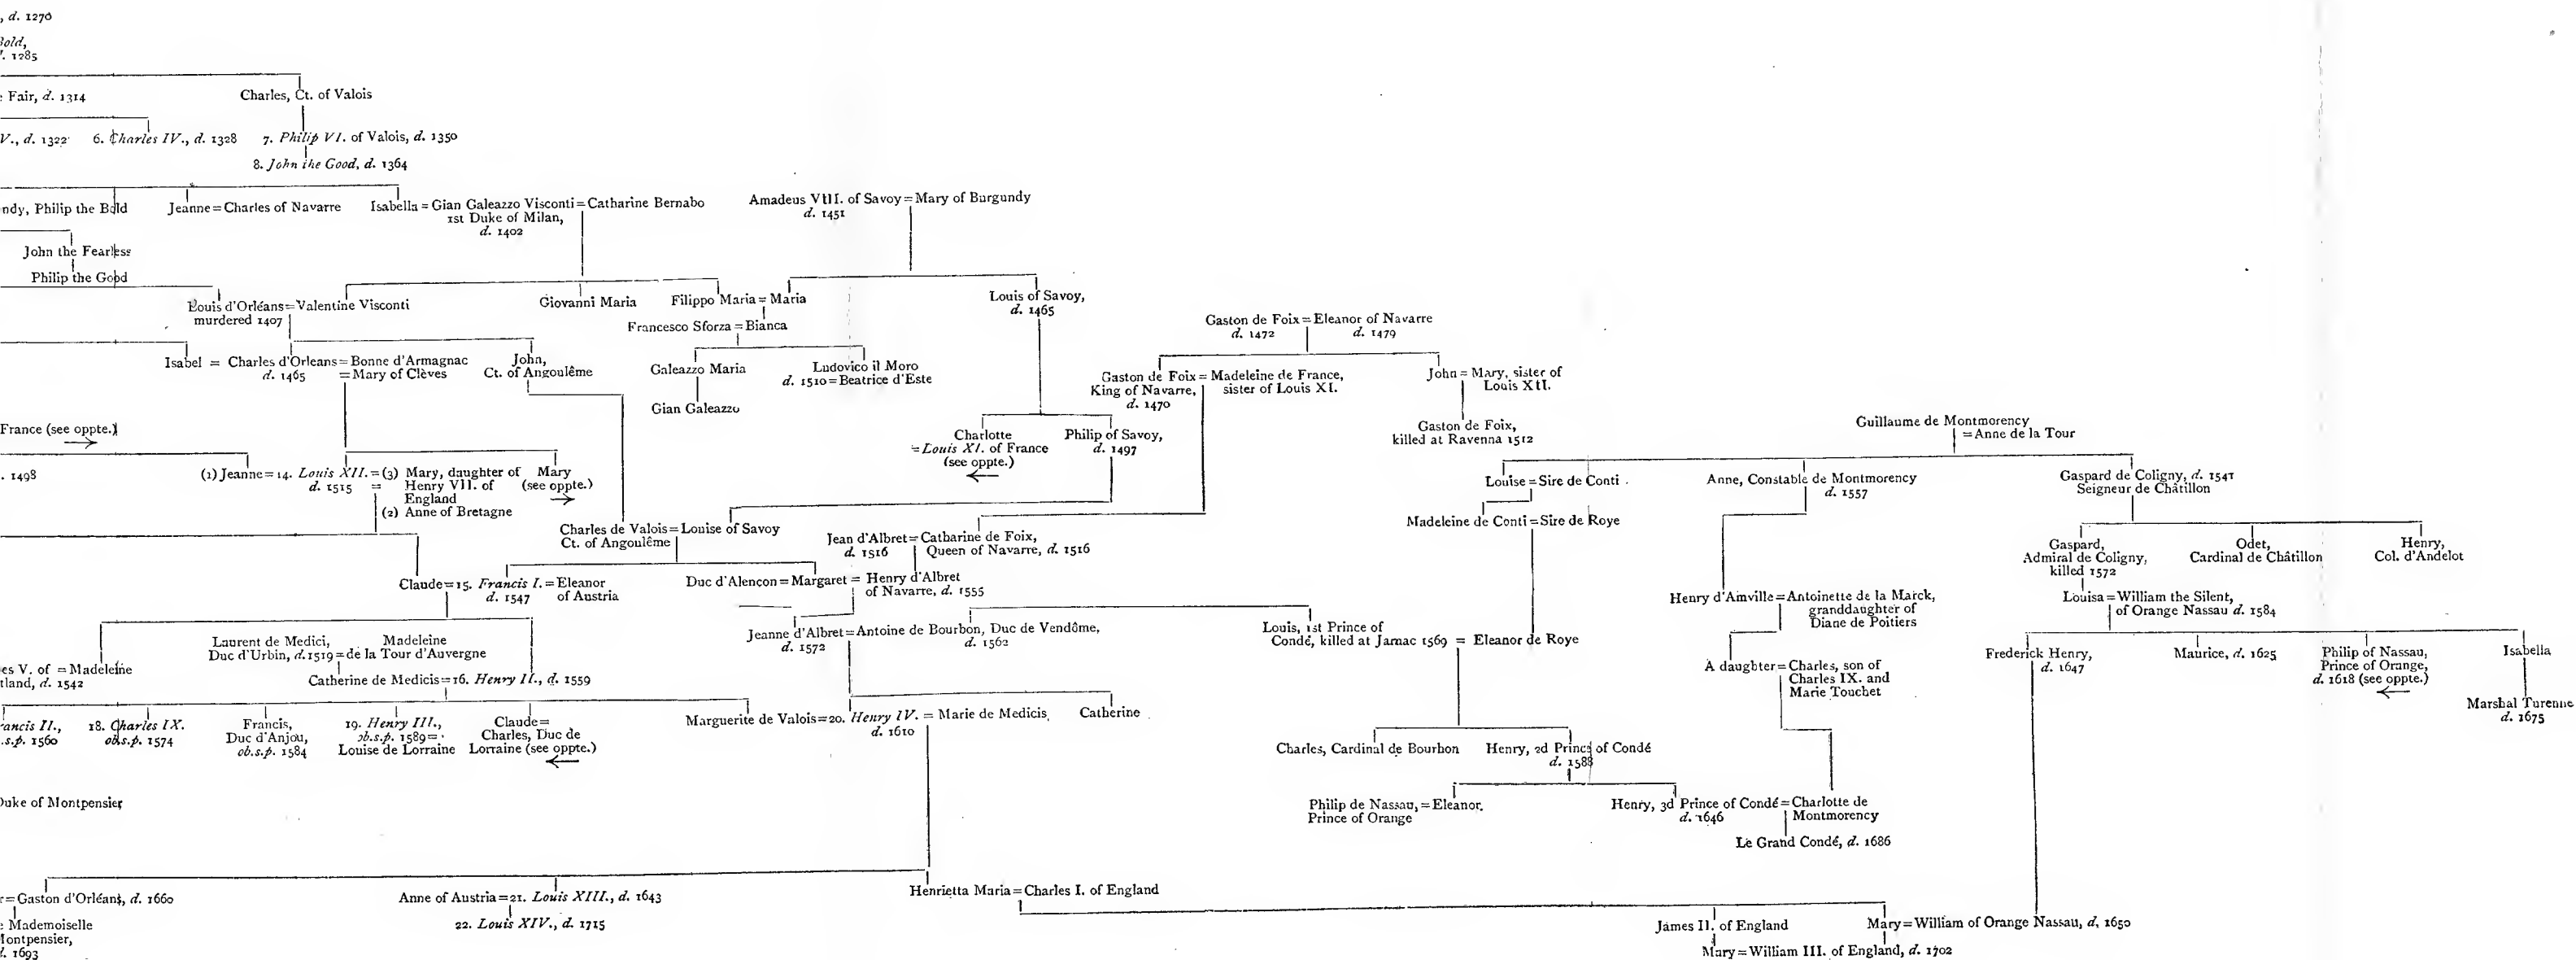 , d. 1270
Bold,
d. 1285
Fair, d. 1314
Charles, Ct. of Valois
V., d. 1322
6. Charles IV., d. 1328
7. Philip VI. of Valois, d. 1350
8. John the Good, d. 1364
ndy, Philip the Bold
Jeanne=Charles of Navarre
Isabella = Gian Galeazzo Visconti = Catharine Bernabo
1st Duke of Milan,
d. 1402
Amadeus VIII. of Savoy = Mary of Burgundy
d. 1451
John the Fearless
Philip the Good
Louis d'Orléans=Valentine Visconti
murdered 1407
Giovanni Maria
Filippo Maria = Maria
Louis of Savoy,
d. 1465
Francesco Sforza = Bianca
Gaston de Foix = Eleanor of Navarre
d. 1472
d. 1479
Isabel = Charles d'Orleans = Bonne d'Armagnac
d. 1465
=Mary of Clèves
John,
Ct. of Angoulême
Galeazzo Maria
Ludovico il Moro
d. 1510=Beatrice d'Este
Gian Galeazzo
Gaston de Foix = Madeleine de France,
King of Navarre,
sister of Louis XI.
d. 1470
John = Mary, sister of
Louis XII.
Gaston de Foix,
killed at Ravenna 1512
France (see oppte.)
Charlotte
=Louis XI. of France
(see oppte.)
Philip of Savoy,
d. 1497
Guillaume de Montmorency
=Anne de la Tour
. 1498
(1) Jeanne=14. Louis XII.=(3) Mary, daughter of
d. 1515 = Henry VII. of
England
(2) Anne of Bretagne
Mary
(see oppte.)
Louise = Sire de Conti
Anne, Constable de Montmorency
d. 1557
Gaspard de Coligny, d. 1541
Seigneur de Châtillon
Charles de Valois = Louise of Savoy
Ct. of Angoulême
Jean d'Albret = Catharine de Foix,
d. 1516
Queen of Navarre, d. 1516
Madeleine de Conti = Sire de Roye
Gaspard,
Admiral de Coligny,
killed 1572
Odet,
Cardinal de Châtillon
Henry,
Col. d'Andelot
Claude=15. Francis I.=Eleanor
d. 1547
of Austria
Duc d'Alencon = Margaret = Henry d'Albret
of Navarre, d. 1555
Henry d'Amville=Antoinette de la Marck,
granddaughter of
Diane de Poitiers
Louisa=William the Silent,
of Orange Nassau d. 1584
Laurent de Medici,
Duc d'Urbin, d. 1519 =
Madeleine
de la Tour d'Auvergne
Jeanne d'Albret=Antoine de Bourbon, Duc de Vendôme,
d. 1572
d. 1562
Louis, 1st Prince of
Condé, killed at Jarnac 1569 = Eleanor de Roye
es V. of = Madeleine
tland, d. 1542
Catherine de Medicis=16. Henry II., d. 1559
A daughter= Charles, son of
Charles IX. and
Marie Touchet
Frederick Henry,
d. 1647
Maurice, d. 1625
Philip of Nassau,
Prince of Orange,
d. 1618 (see oppte.)
Isabella
Marshal Turenne
d. 1675
rancis II.,
.s.p. 1560
18. Charles IX.
ob.s.p. 1574
Francis,
Duc d'Anjou,
ob.s.p. 1584
19. Henry III.,
ob.s.p. 1589=
Louise de Lorraine
Claude=
Charles, Duc de
Lorraine (see oppte.)
Marguerite de Valois=20. Henry IV. = Marie de Medicis,
d. 1610
Catherine
Charles, Cardinal de Bourbon
Henry, 2d Prince of Condé
d. 1588
Duke of Montpensier
Philip de Nassau, = Eleanor.
Prince of Orange
Henry, 3d Prince of Condé = Charlotte de
d. 1646
Montmorency
Le Grand Condé, d. 1686
r=Gaston d'Orléans, d. 1660
Anne of Austria=21. Louis XIII., d. 1643
Henrietta Maria=Charles I. of England
: Mademoiselle
Montpensier,
d. 1693
22. Louis XIV., d. 1715
James II. of England
Mary=William of Orange Nassau, d. 1650
Mary=William III. of England, d. 1702